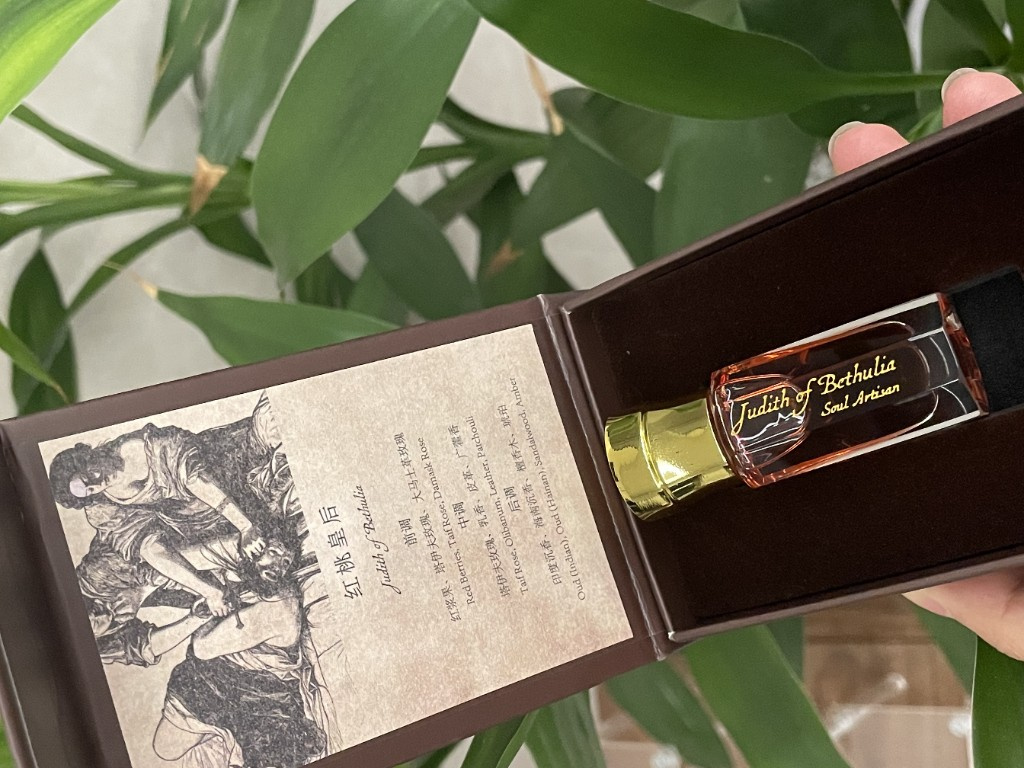 红桃皇后
Judith of Bethulia
前调
红浆果、塔伊夫玫瑰、大马士革玫瑰
Red Berries, Taif Rose, Damask Rose
中调
塔伊夫玫瑰、乳香、皮革、广藿香
Taif Rose, Olibanum, Leather, Patchouli
后调
印度沉香、海南沉香、檀香木、琥珀
Oud (Indian), Oud (Hainan), Sandalwood, Amber
Judith of Bethulia
Soul Artisan